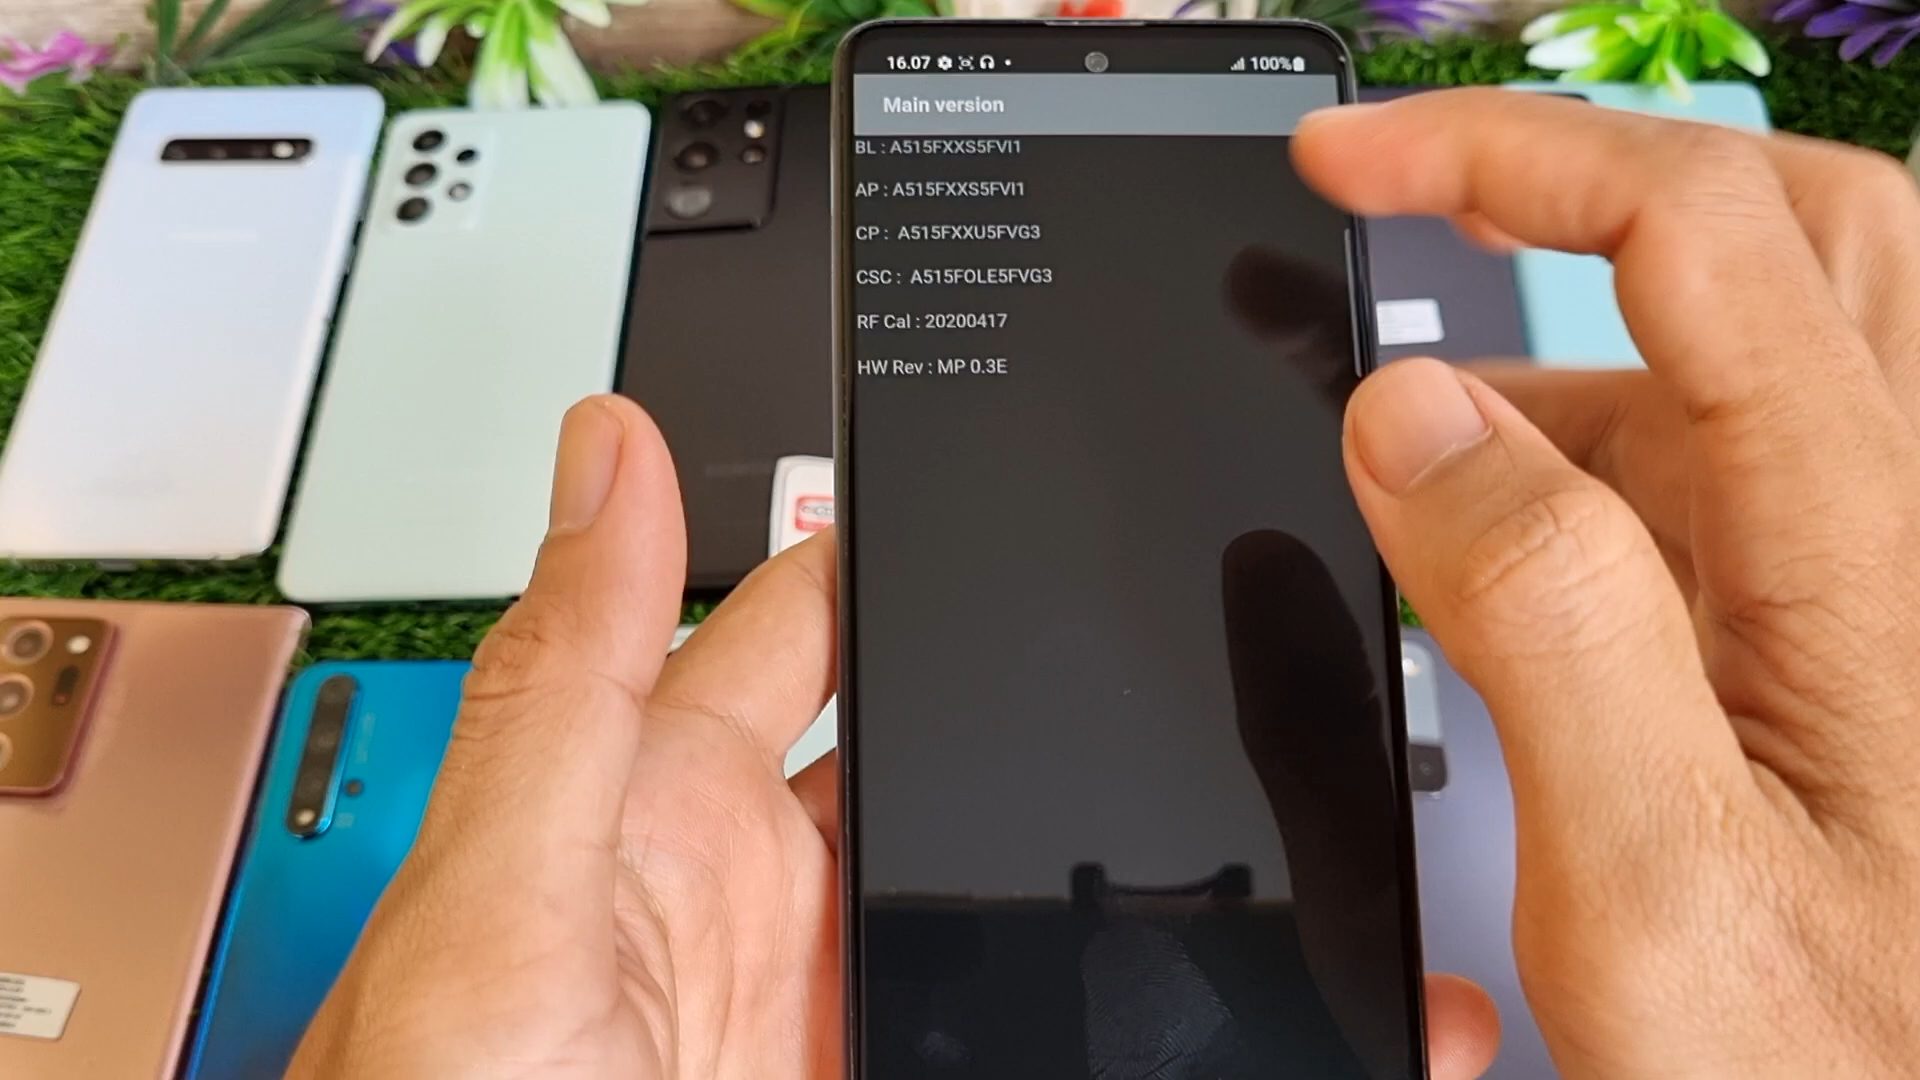 16.07
100%
Main version
BL : A515FXXS5FVI1
AP : A515FXXS5FVI1
CP : A515FXXU5FVG3
CSC : A515FOLE5FVG3
RF Cal : 20200417
HW Rev : MP 0.3E